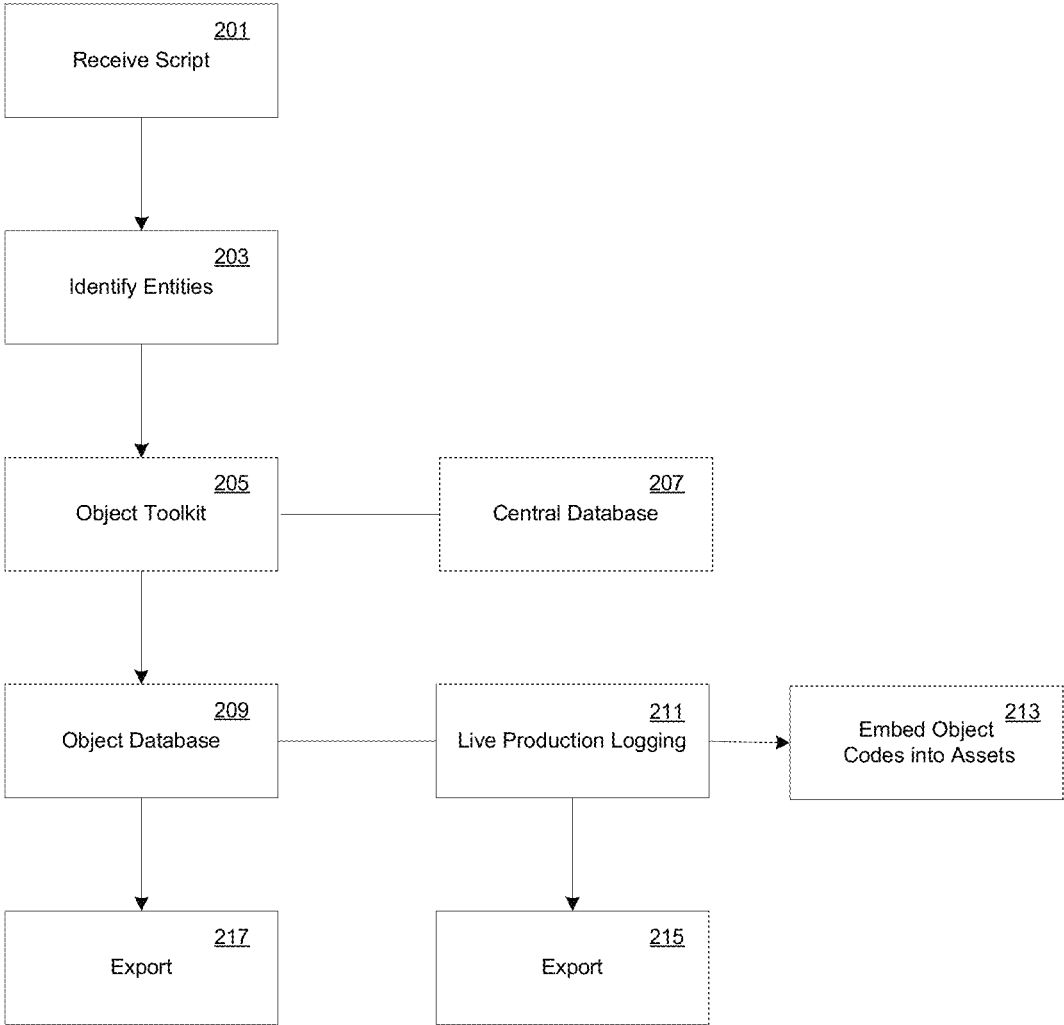 201
Receive Script
203
Identify Entities
205
Object Toolkit
207
Central Database
209
Object Database
211
Live Production Logging
213
Embed Object
Codes into Assets
217
Export
215
Export